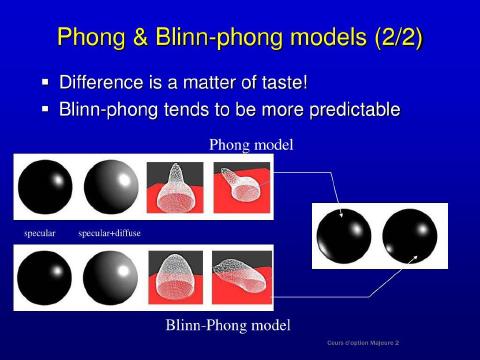 Phong & Blinn-phong models (2/2)
Difference is a matter of taste!
Blinn-phong tends to be more predictable
Phong model
specular specular+diffuse
Blinn-Phong model
Cours d'option Majeure 2